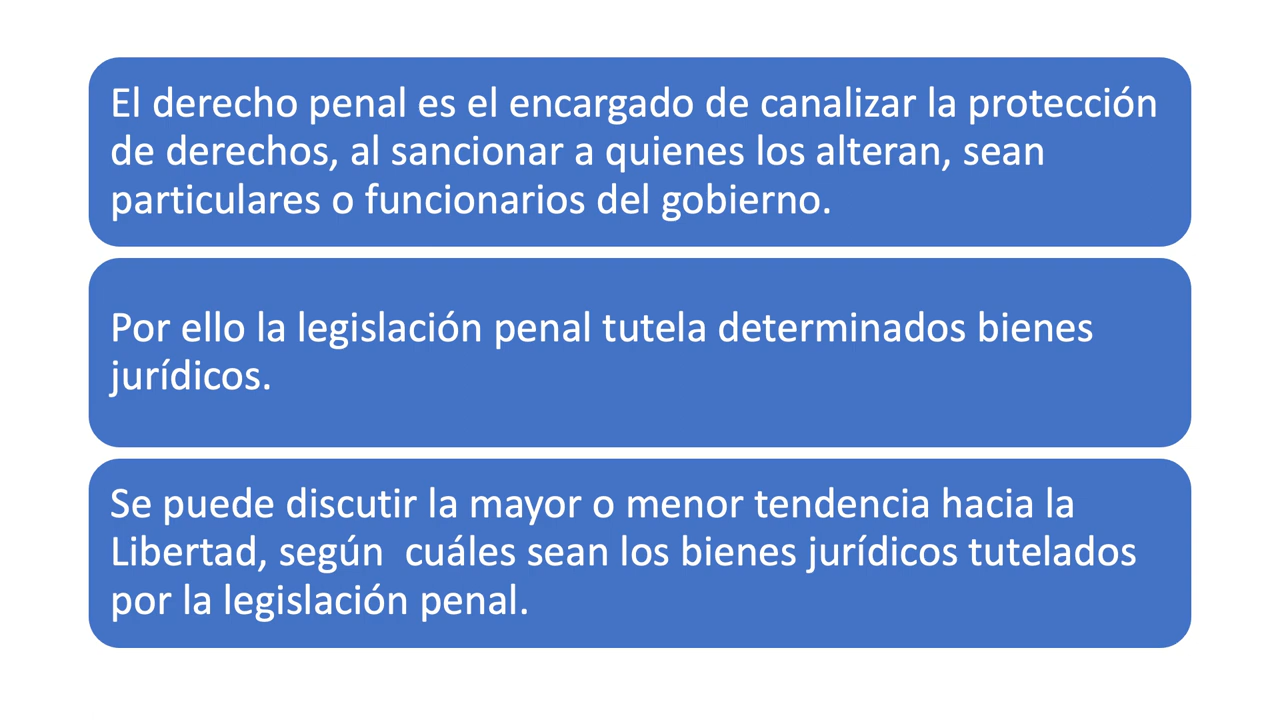 El derecho penal es el encargado de canalizar la protección
de derechos, al sancionar a quienes los alteran, sean
particulares o funcionarios del gobierno.
Por ello la legislación penal tutela determinados bienes
jurídicos.
Se puede discutir la mayor o menor tendencia hacia la
Libertad, según  cuáles sean los bienes jurídicos tutelados
por la legislación penal.